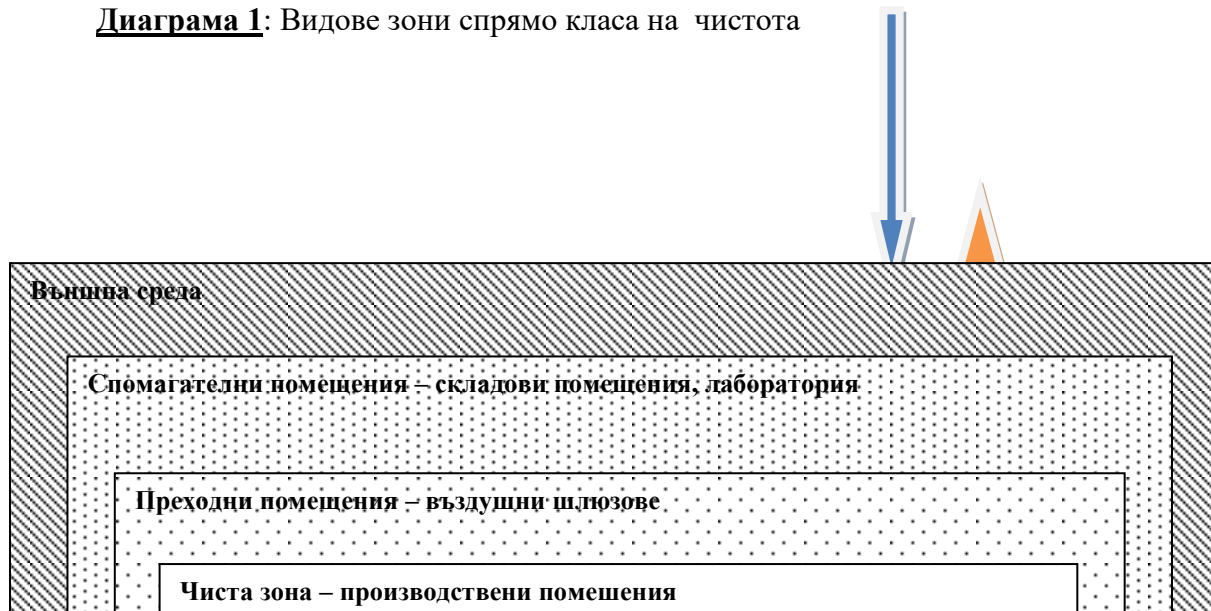 Диаграма 1: Видове зони спрямо класа на чистота
Външна среда
Спомагателни помещения – складови помещения, лаборатория
Преходни помещения – въздушни шлюзове
Чиста зона – производствени помешения